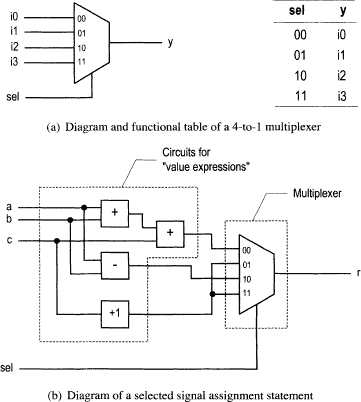 i0
i1
i2
i3
00
01
10
11
y
sel
sel y
00 i0
01 i1
10 i2
11 i3
(a) Diagram and functional table of a 4-to-1 multiplexer
Circuits for
"value expressions"
Multiplexer
a
b
c
+
+
-
+1
00
01
10
11
r
sel
(b) Diagram of a selected signal assignment statement